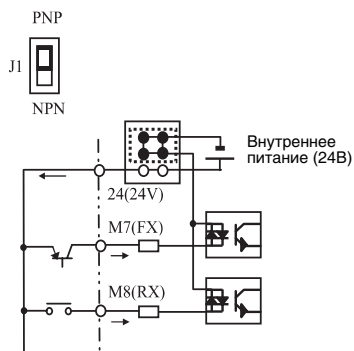 PNP
J1
NPN
Внутреннее
питание (24В)
24(24V)
M7(FX)
M8(RX)